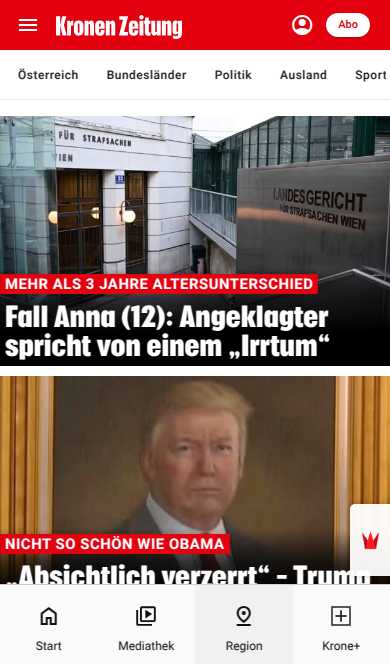 Kronen Zeitung
Abo
Österreich Bundesländer Politik Ausland Sport
FÜR STRAFSACHEN
WIEN
LANDESGERICHT
FÜR STRAFSACHEN WIEN
MEHR ALS 3 JAHRE ALTERSUNTERSCHIED
Fall Anna (12): Angeklagter
spricht von einem „Irrtum“
NICHT SO SCHÖN WIE OBAMA
„Absichtlich verzerrt“ – Trump
Start Mediathek Region Krone+